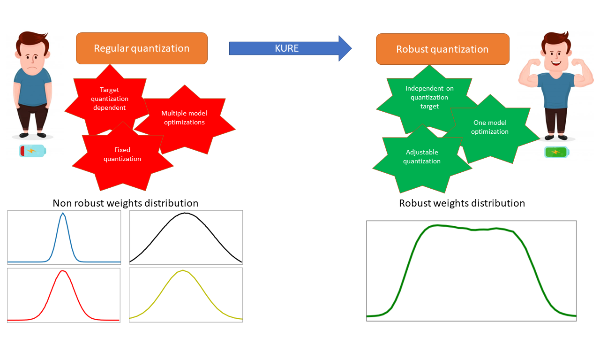 Regular quantization
KURE
Robust quantization
Target
quantization
dependent
Multiple model
optimizations
Fixed
quantization
Independent on
quantization
target
One model
optimization
Adjustable
quantization
Non robust weights distribution
Robust weights distribution